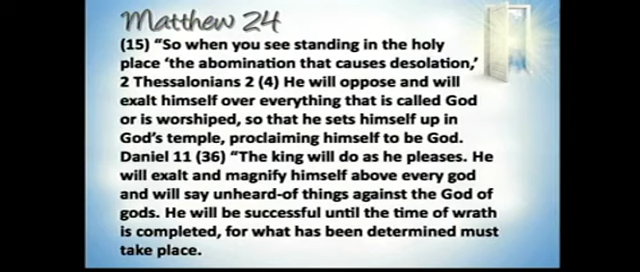 Matthew 24
(15) “So when you see standing in the holy
place ‘the abomination that causes desolation,’
2 Thessalonians 2 (4) He will oppose and will
exalt himself over everything that is called God
or is worshiped, so that he sets himself up in
God’s temple, proclaiming himself to be God.
Daniel 11 (36) “The king will do as he pleases. He
will exalt and magnify himself above every god
and will say unheard-of things against the God of
gods. He will be successful until the time of wrath
is completed, for what has been determined must
take place.